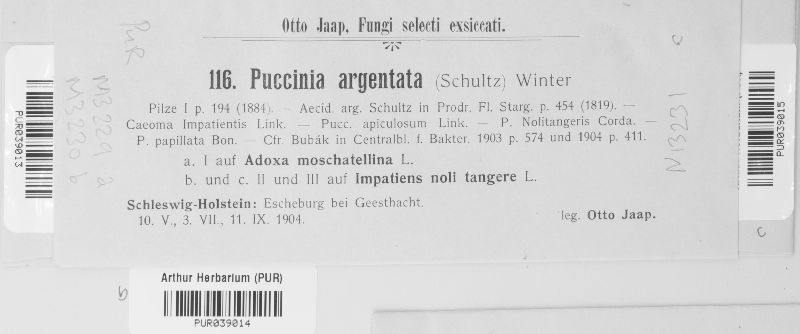 Otto Jaap, Fungi selecti exsiccati.
PUR
116. Puccinia argentata (Schultz) Winter
Pilze I p. 194 (1884). — Aecid. arg. Schultz in Prodr. Fl. Starg. p. 454 (1819). —
Caeoma Impatientis Link. — Pucc. apiculosum Link. — P. Nolitangeris Corda. —
P. papillata Bon. — Cfr. Bubák in Centralbl. f. Bakter. 1903 p. 574 und 1904 p. 411.
a. I auf Adoxa moschatellina L.
b. und c. II und III auf Impatiens noli tangere L.
Schleswig-Holstein: Escheburg bei Geesthacht.
10. V., 3. VII., 11. IX. 1904.
leg. Otto Jaap.
M3229 a
M3230 b
c
PUR039013
PUR039015
c
Arthur Herbarium (PUR)
PUR039014